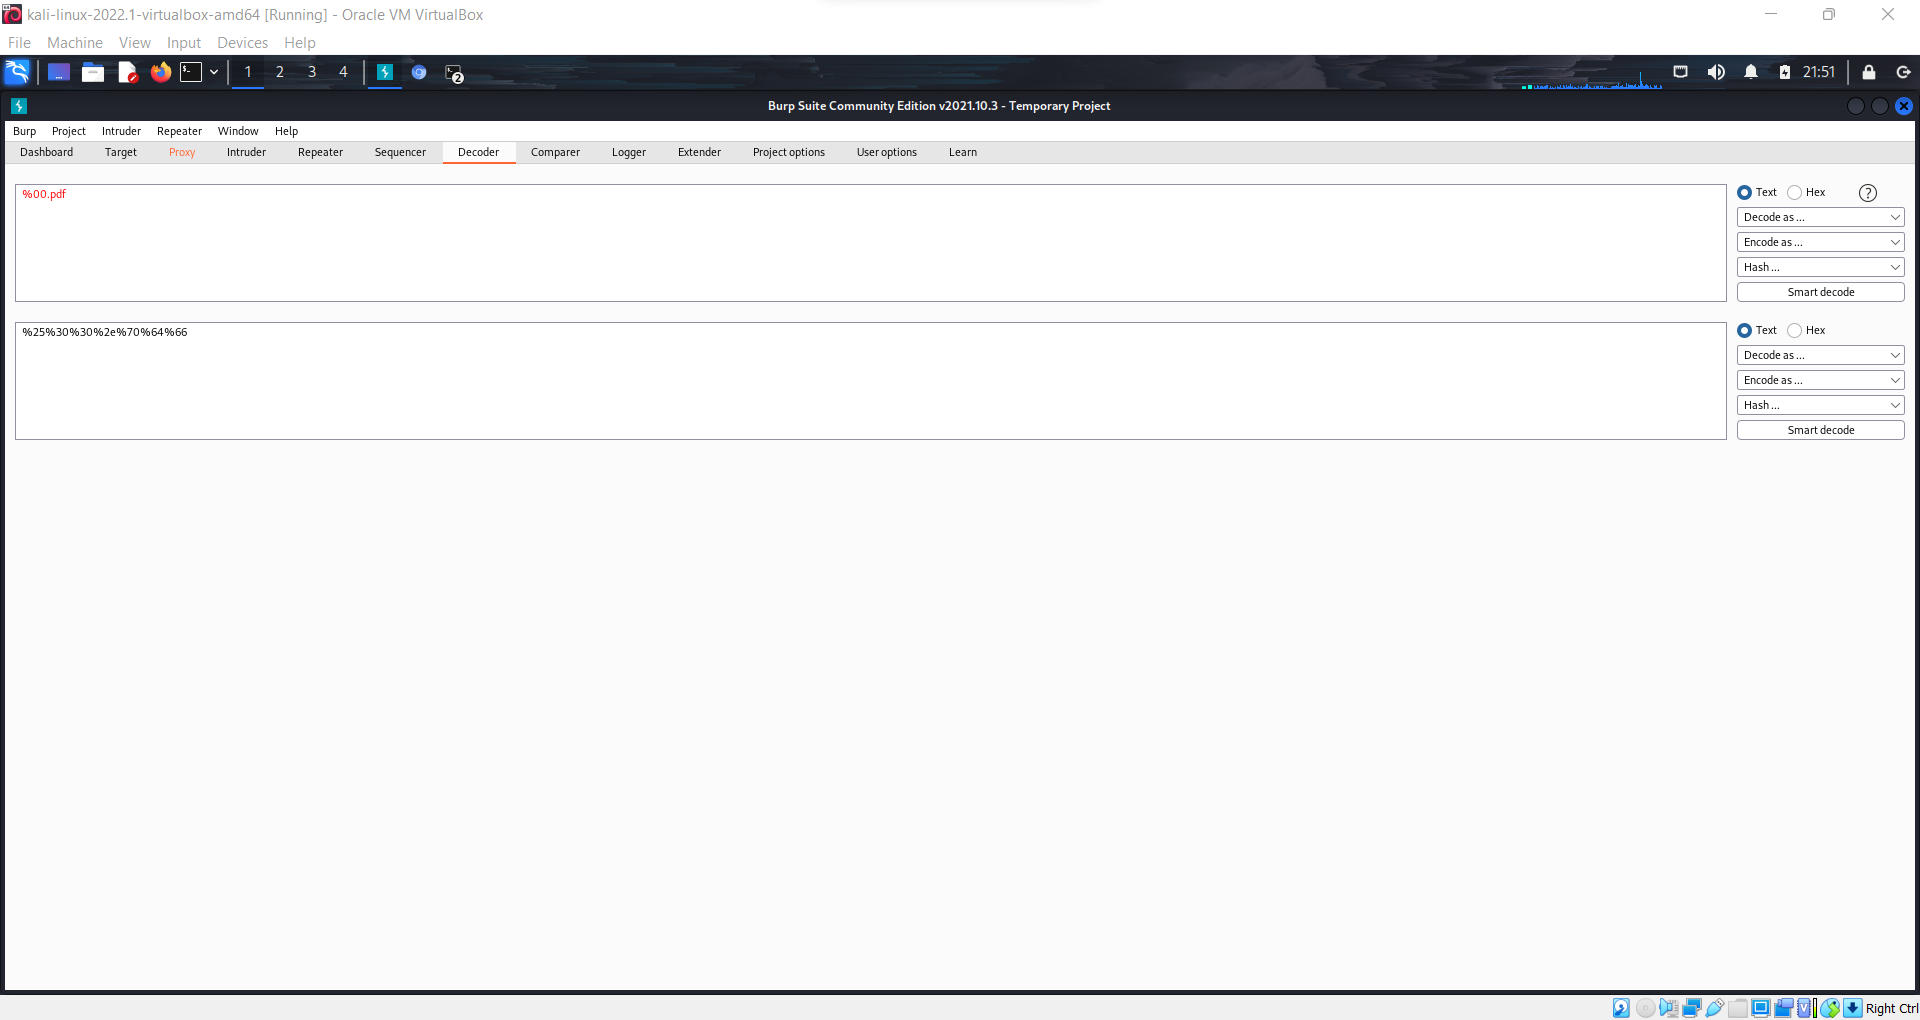 kali-linux-2022.1-virtualbox-amd64 [Running] - Oracle VM VirtualBox
File Machine View Input Devices Help
1 2 3 4 2 21:51
Burp Suite Community Edition v2021.10.3 - Temporary Project
Burp Project Intruder Repeater Window Help
Dashboard Target Proxy Intruder Repeater Sequencer Decoder Comparer Logger Extender Project options User options Learn
%00.pdf
Text Hex ?
Decode as ...
Encode as ...
Hash ...
Smart decode
%25%30%30%2e%70%64%66
Text Hex
Decode as ...
Encode as ...
Hash ...
Smart decode
Right Ctrl